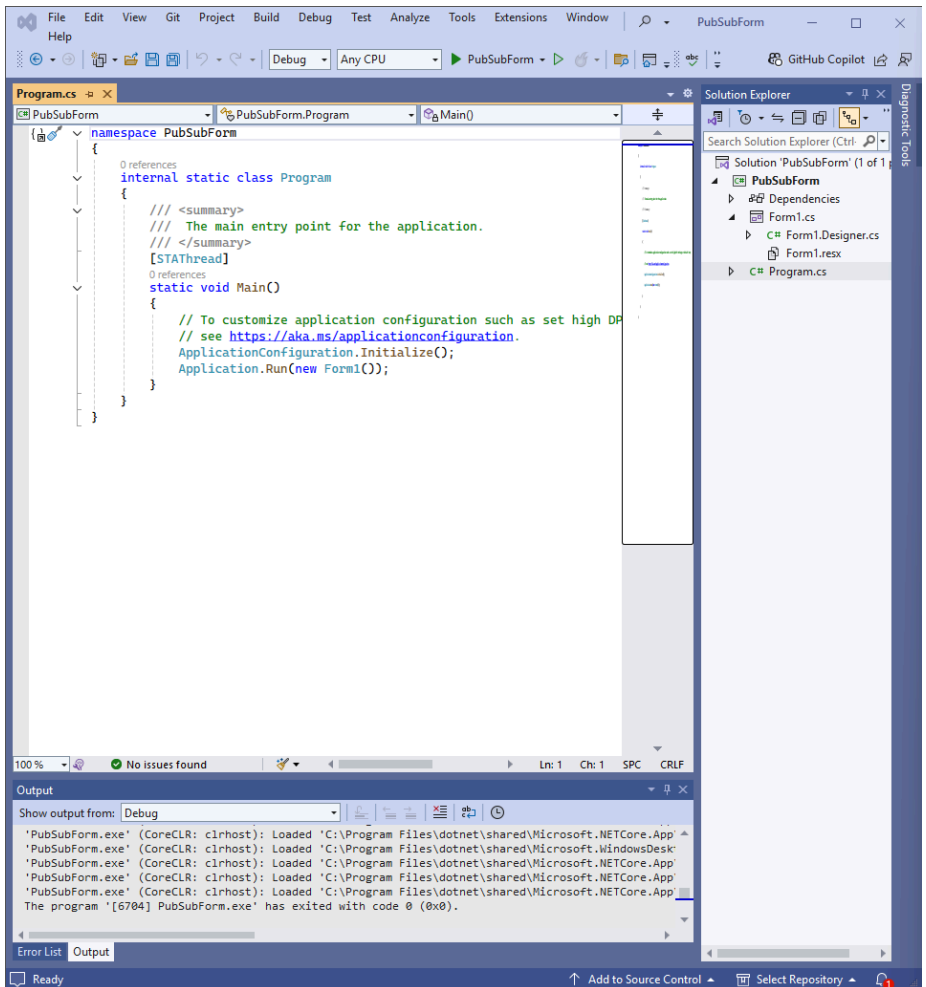 File Edit View Git Project Build Debug Test Analyze Tools Extensions Window PubSubForm
Help
Debug Any CPU PubSubForm GitHub Copilot
Program.cs
PubSubForm PubSubForm.Program Main()
namespace PubSubForm
{
0 references
internal static class Program
{
/// <summary>
///  The main entry point for the application.
/// </summary>
[STAThread]
0 references
static void Main()
{
// To customize application configuration such as set high DP
// see https://aka.ms/applicationconfiguration.
ApplicationConfiguration.Initialize();
Application.Run(new Form1());
}
}
}
100 % No issues found Ln: 1 Ch: 1 SPC CRLF
Output
Show output from: Debug
'PubSubForm.exe' (CoreCLR: clrhost): Loaded 'C:\Program Files\dotnet\shared\Microsoft.NETCore.App
'PubSubForm.exe' (CoreCLR: clrhost): Loaded 'C:\Program Files\dotnet\shared\Microsoft.WindowsDesk
'PubSubForm.exe' (CoreCLR: clrhost): Loaded 'C:\Program Files\dotnet\shared\Microsoft.NETCore.App
'PubSubForm.exe' (CoreCLR: clrhost): Loaded 'C:\Program Files\dotnet\shared\Microsoft.NETCore.App
'PubSubForm.exe' (CoreCLR: clrhost): Loaded 'C:\Program Files\dotnet\shared\Microsoft.NETCore.App
The program '[6704] PubSubForm.exe' has exited with code 0 (0x0).
Error List Output
Solution Explorer
Search Solution Explorer (Ctrl-
Solution 'PubSubForm' (1 of 1
C# PubSubForm
Dependencies
Form1.cs
C# Form1.Designer.cs
Form1.resx
C# Program.cs
Diagnostic Tools
Ready Add to Source Control Select Repository 1